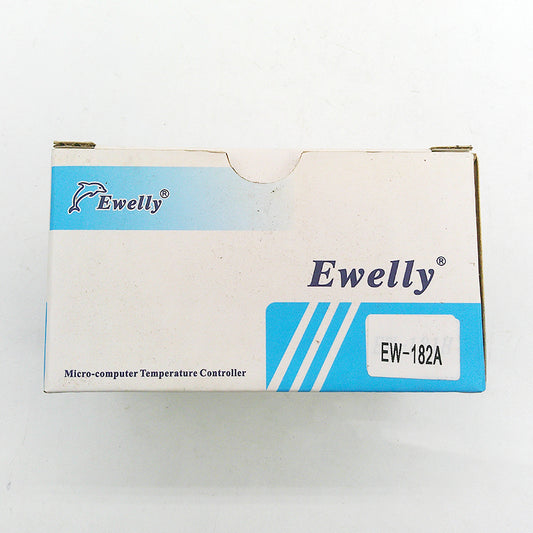 Ewelly®
Ewelly®
EW-182A
Micro-computer Temperature Controller